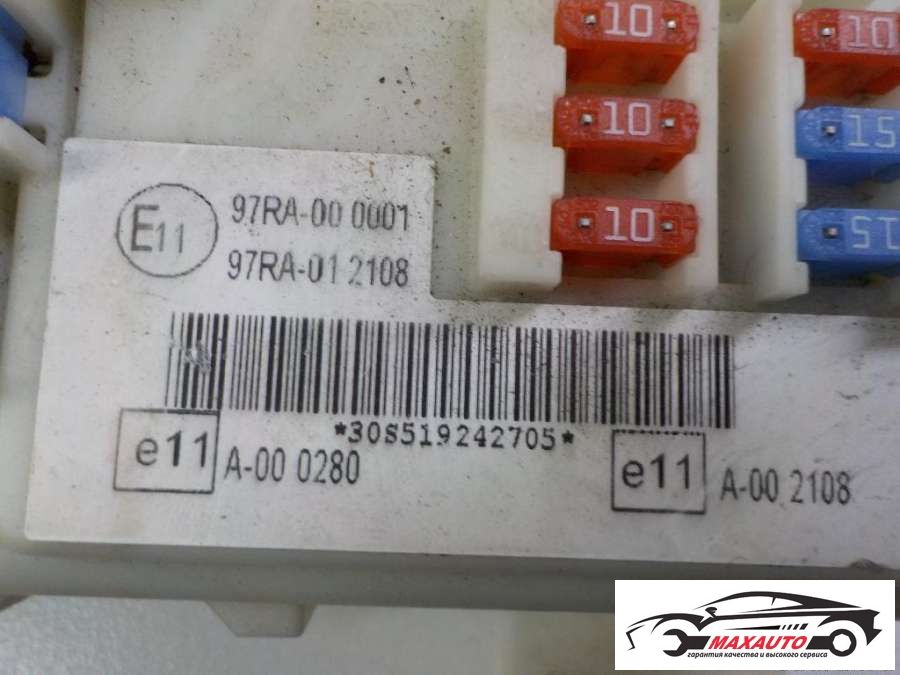 10
10
10
10
15
15
E11
97RA-00 0001
97RA-01 2108
*30S519242705*
e11
A-00 0280
e11
A-00 2108
MAXAUTO
гарантия качества и высокого сервиса